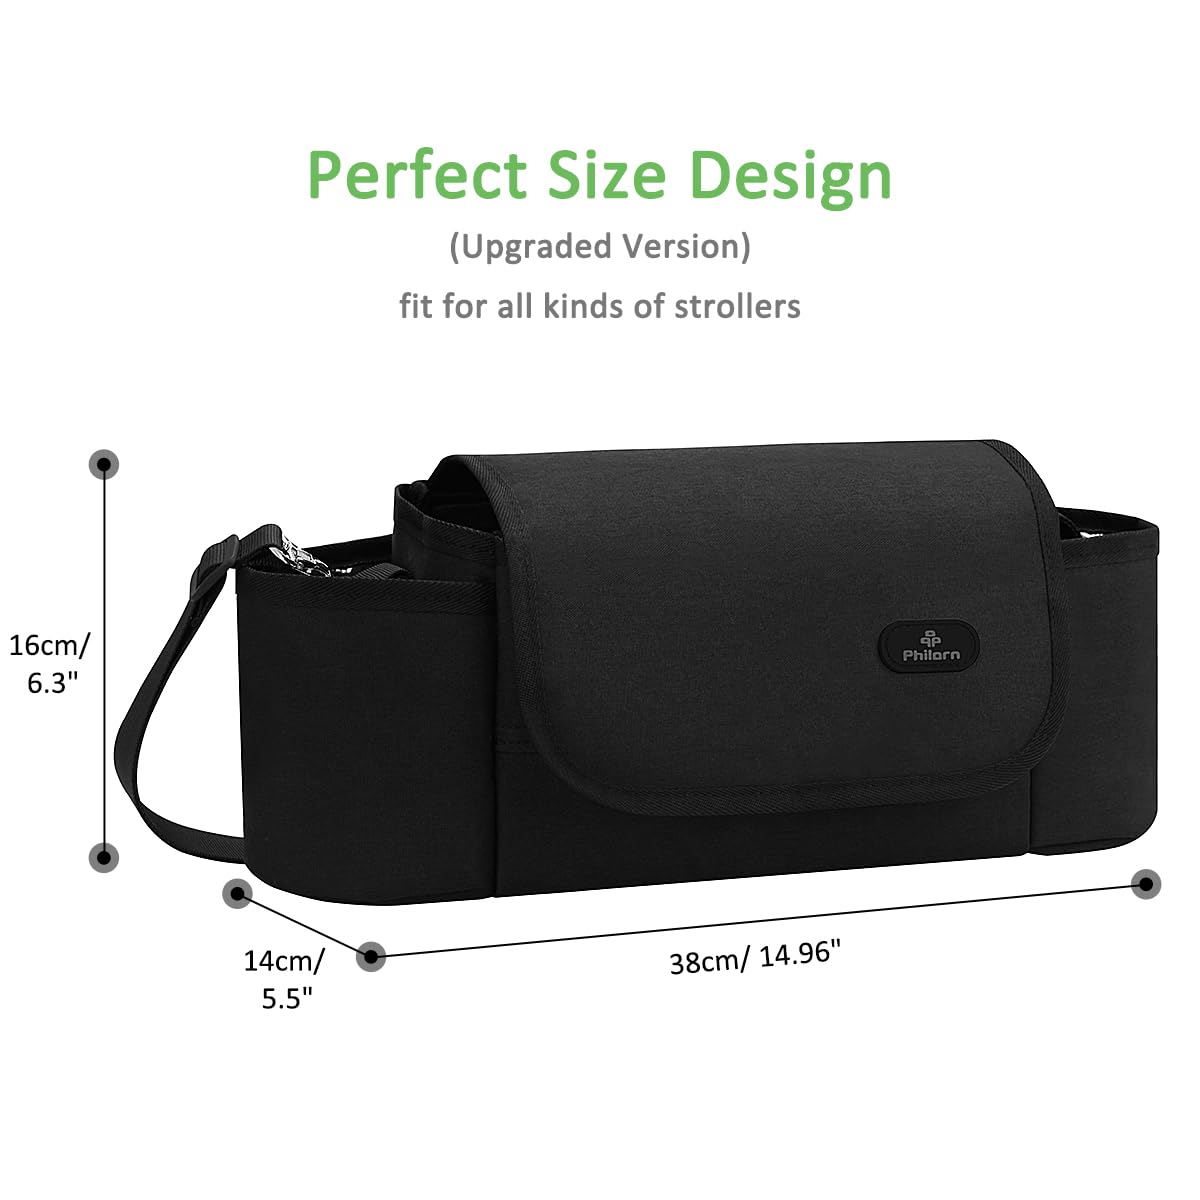 Perfect Size Design
(Upgraded Version)
fit for all kinds of strollers
16cm/
6.3"
Philorn
14cm/
5.5"
38cm/ 14.96"